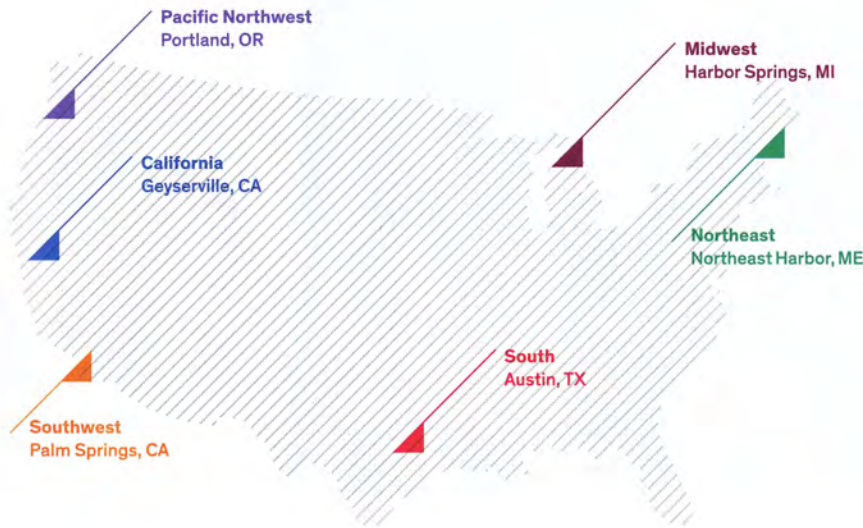 Pacific Northwest
Portland, OR
Midwest
Harbor Springs, MI
California
Geyserville, CA
Northeast
Northeast Harbor, ME
South
Austin, TX
Southwest
Palm Springs, CA